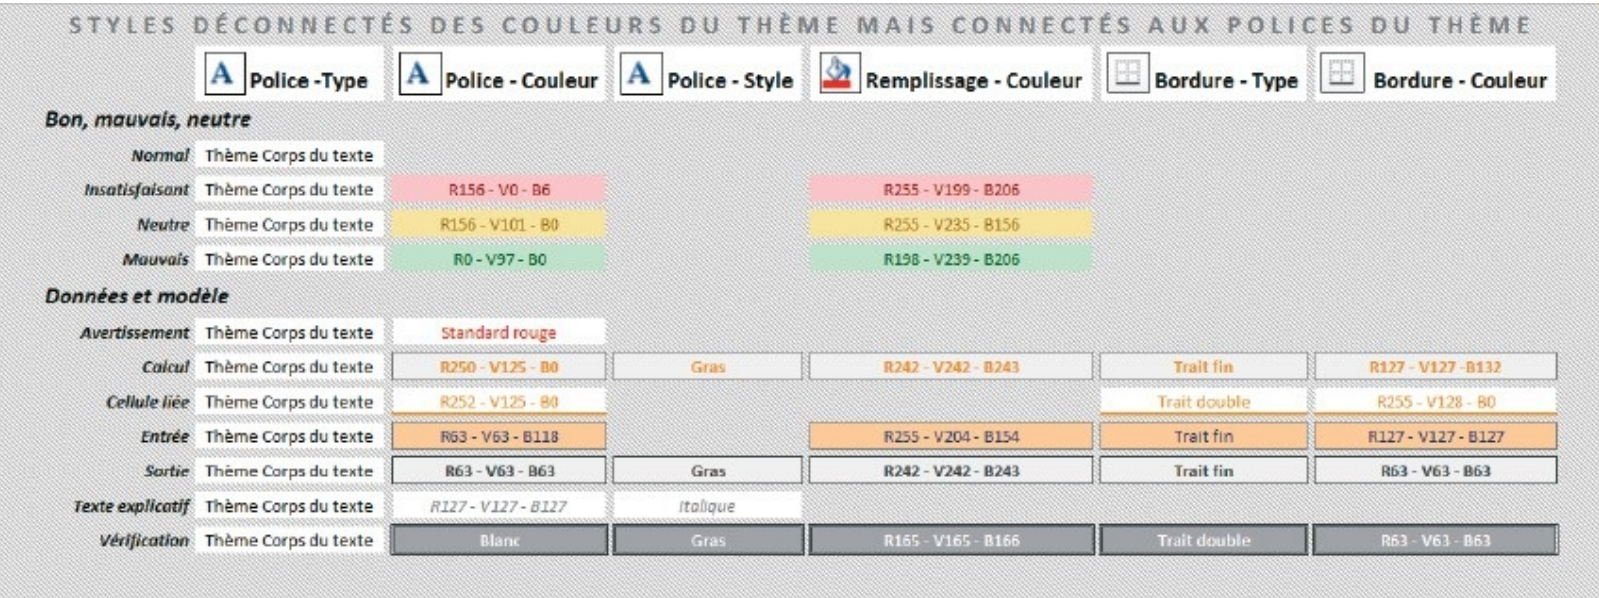 STYLES DÉCONNECTÉS DES COULEURS DU THÈME MAIS CONNECTÉS AUX POLICES DU THÈME
A Police -Type A Police - Couleur A Police - Style Remplissage - Couleur Bordure - Type Bordure - Couleur
Bon, mauvais, neutre
Normal Thème Corps du texte
Insatisfaisant Thème Corps du texte R156 - V0 - B6 R255 - V199 - B206
Neutre Thème Corps du texte R156 - V101 - B0 R255 - V235 - B156
Mauvais Thème Corps du texte R0 - V97 - B0 R198 - V239 - B206
Données et modèle
Avertissement Thème Corps du texte Standard rouge
Calcul Thème Corps du texte R250 - V125 - B0 Gras R242 - V242 - B243 Trait fin R127 - V127 -B132
Cellule liée Thème Corps du texte R252 - V125 - B0 Trait double R255 - V128 - B0
Entrée Thème Corps du texte R63 - V63 - B118 R255 - V204 - B154 Trait fin R127 - V127 - B127
Sortie Thème Corps du texte R63 - V63 - B63 Gras R242 - V242 - B243 Trait fin R63 - V63 - B63
Texte explicatif Thème Corps du texte R127 - V127 - B127 Italique
Vérification Thème Corps du texte Blanc Gras R165 - V165 - B166 Trait double R63 - V63 - B63